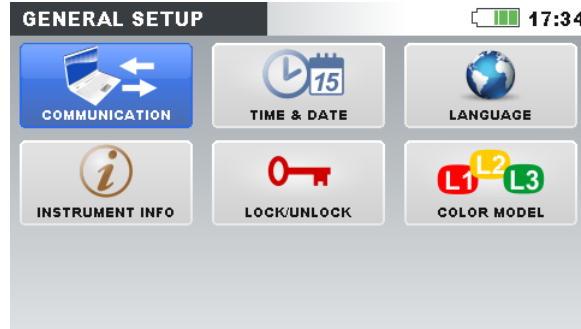 GENERAL SETUP 17:34
15
COMMUNICATION TIME & DATE LANGUAGE
i L1 L2 L3
INSTRUMENT INFO LOCK/UNLOCK COLOR MODEL